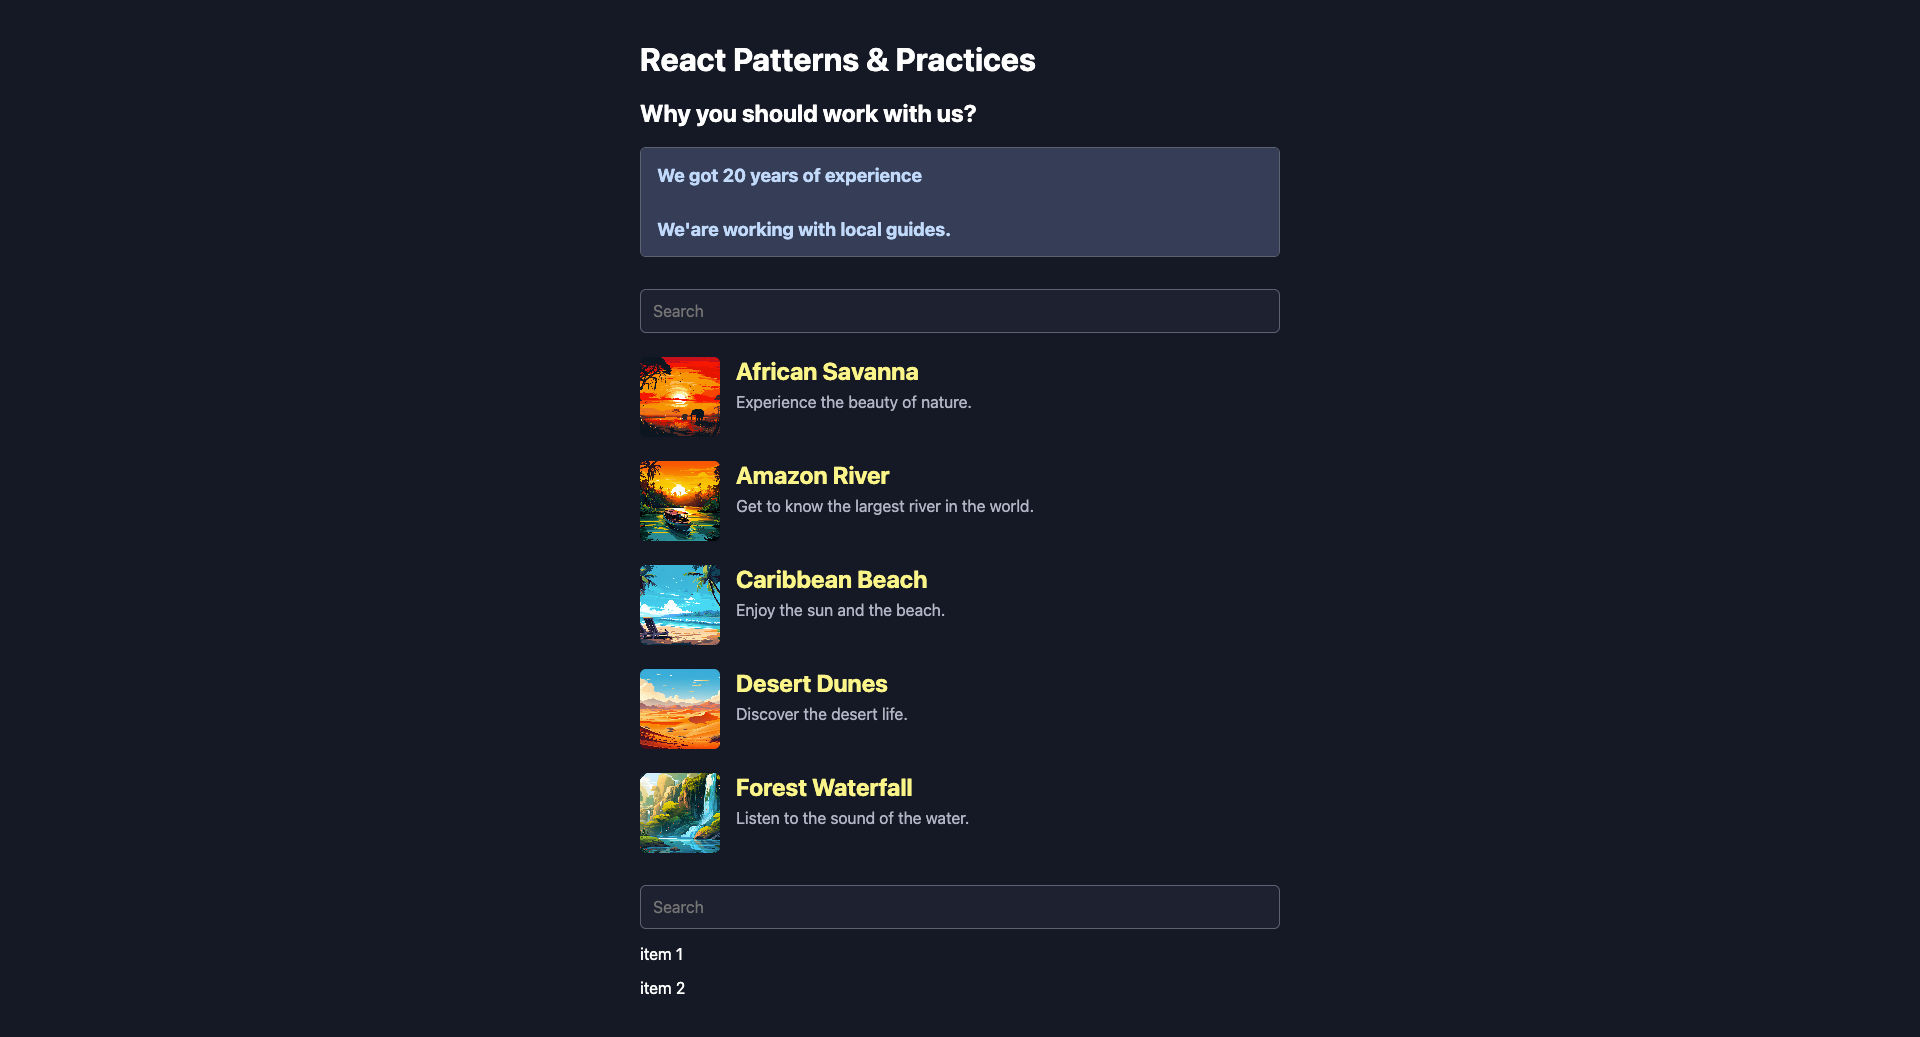 React Patterns & Practices
Why you should work with us?
We got 20 years of experience
We'are working with local guides.
Search
African Savanna
Experience the beauty of nature.
Amazon River
Get to know the largest river in the world.
Caribbean Beach
Enjoy the sun and the beach.
Desert Dunes
Discover the desert life.
Forest Waterfall
Listen to the sound of the water.
Search
item 1
item 2